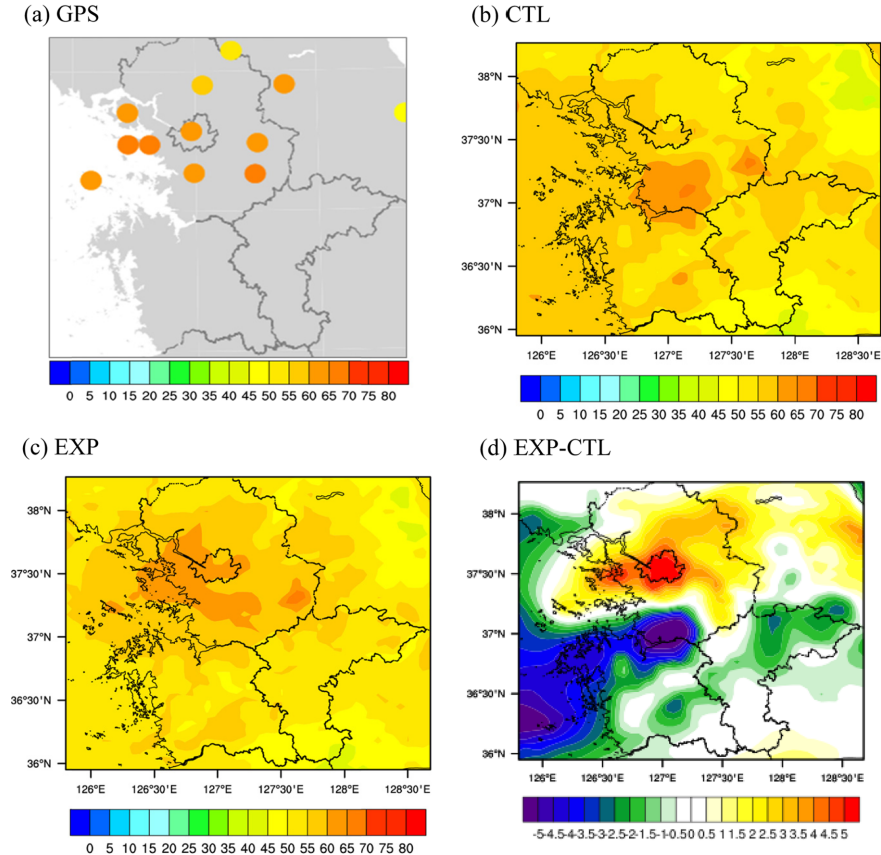 (a) GPS
0 5 10 15 20 25 30 35 40 45 50 55 65 70 75 80
(b) CTL
38°N
37°30'N
37°N
36°30'N
36°N
126°E 126°30'E 127°E 127°30'E 128°E 128°30'E
0 5 10 15 20 25 30 35 40 45 50 55 65 70 75 80
(c) EXP
38°N
37°30'N
37°N
36°30'N
36°N
126°E 126°30'E 127°E 127°30'E 128°E 128°30'E
0 5 10 15 20 25 30 35 40 45 50 55 65 70 75 80
(d) EXP-CTL
38°N
37°30'N
37°N
36°30'N
36°N
126°E 126°30'E 127°E 127°30'E 128°E 128°30'E
-5-4.5-4-3.5-3-2.5-2-1.5-1-0.5 0 0.5 1 1.5 2 2.5 3 3.5 4 4.5 5